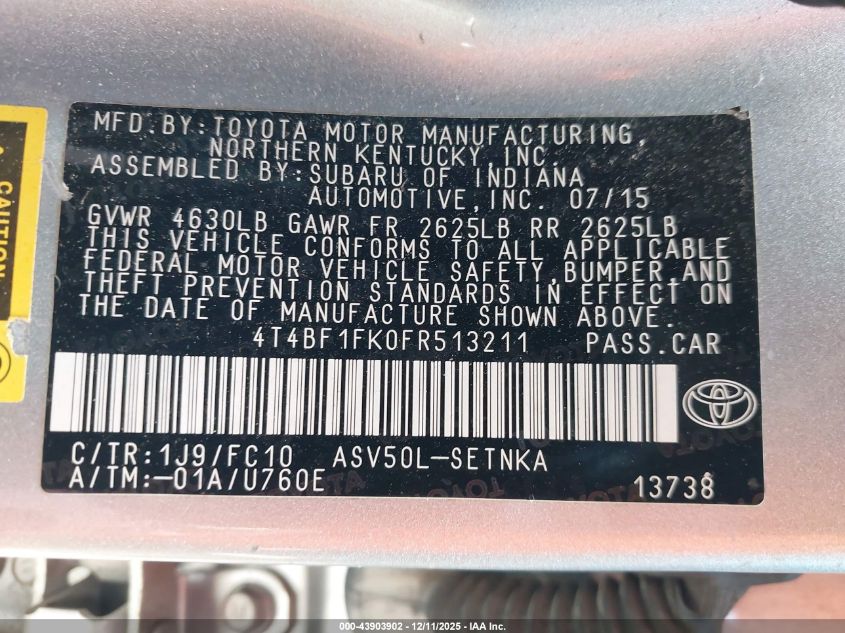 CAUTION
MFD.BY:TOYOTA MOTOR MANUFACTURING,
NORTHERN KENTUCKY,INC.
ASSEMBLED BY:SUBARU OF INDIANA
AUTOMOTIVE,INC. 07/15
GVWR 4630LB GAWR FR 2625LB RR 2625LB
THIS VEHICLE CONFORMS TO ALL APPLICABLE
FEDERAL MOTOR VEHICLE SAFETY,BUMPER,AND
THEFT PREVENTION STANDARDS IN EFFECT ON
THE DATE OF MANUFACTURE SHOWN ABOVE.
4T4BF1FK0FR513211 PASS.CAR
C/TR:1J9/FC10 ASV50L-SETNKA
A/TM:-01A/U760E 13738
000-43903902 - 12/11/2025 - IAA Inc.